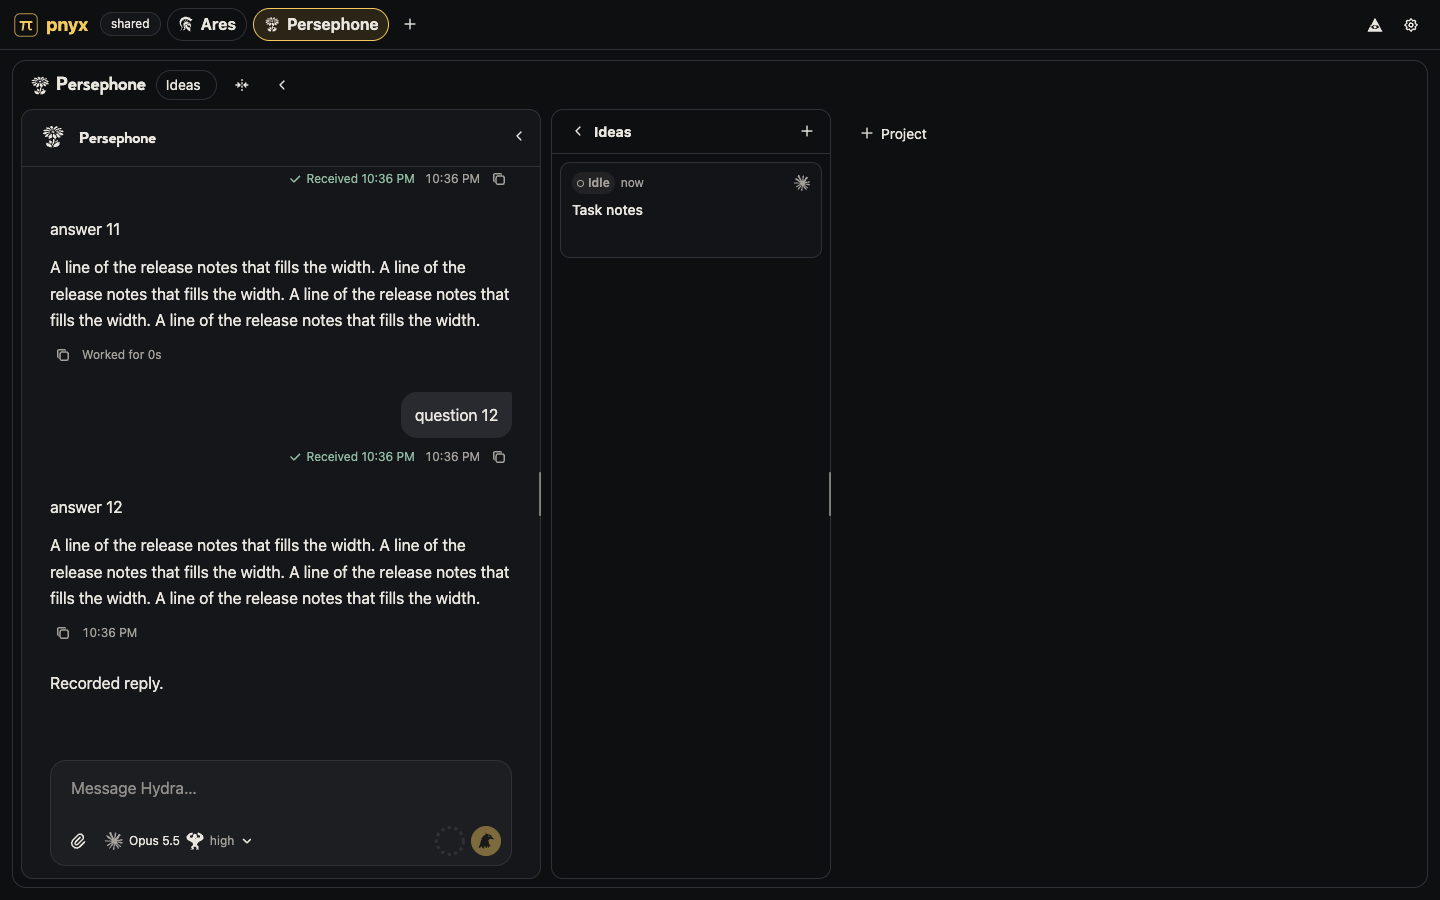 π pnyx shared Ares Persephone +
Persephone Ideas
Persephone
Received 10:36 PM 10:36 PM
answer 11
A line of the release notes that fills the width. A line of the
release notes that fills the width. A line of the release notes that
fills the width. A line of the release notes that fills the width.
Worked for 0s
question 12
Received 10:36 PM 10:36 PM
answer 12
A line of the release notes that fills the width. A line of the
release notes that fills the width. A line of the release notes that
fills the width. A line of the release notes that fills the width.
10:36 PM
Recorded reply.
Message Hydra...
Opus 5.5 high
Ideas +
Idle now
Task notes
+ Project